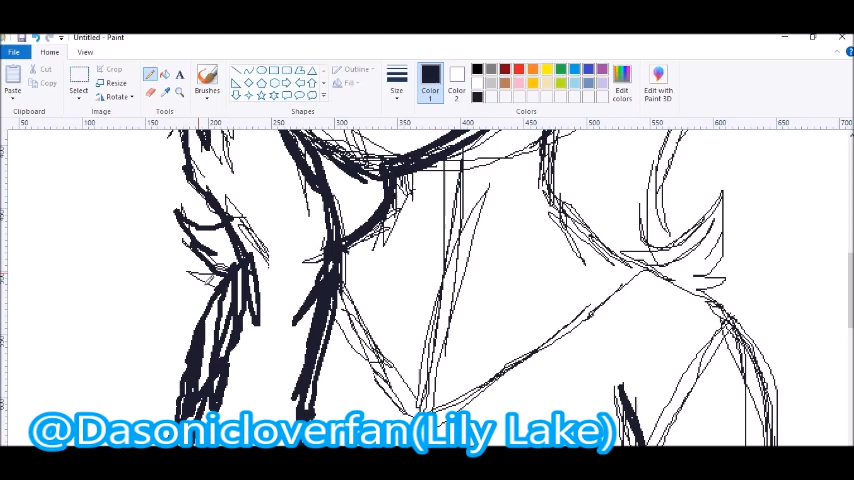 Untitled - Paint
File Home View
Cut
Copy
Paste
Clipboard
Select
Crop
Resize
Rotate
Image
A
Tools
Brushes
Outline
Fill
Shapes
Size
Color 1
Color 2
Edit colors
Edit with Paint 3D
Colors
50 100 150 200 250 300 350 400 450 500 550 600 650 700
@Dasonicloverfan(Lily Lake)